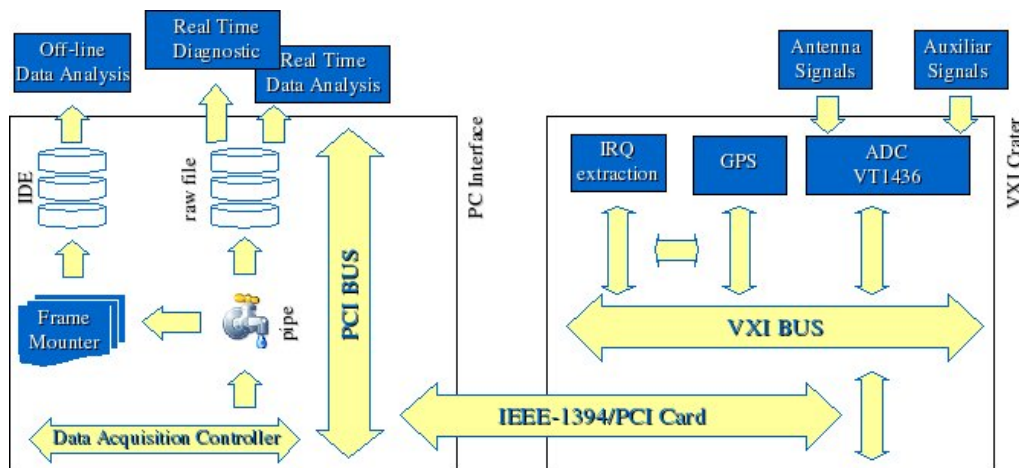 Real Time
Diagnostic
Off-line
Data Analysis
Real Time
Data Analysis
Antenna
Signals
Auxiliar
Signals
IDE
raw file
PC Interface
IRQ
extraction
GPS
ADC
VT1436
VXI Crater
PCI BUS
Frame
Mounter
pipe
VXI BUS
IEEE-1394/PCI Card
Data Acquisition Controller